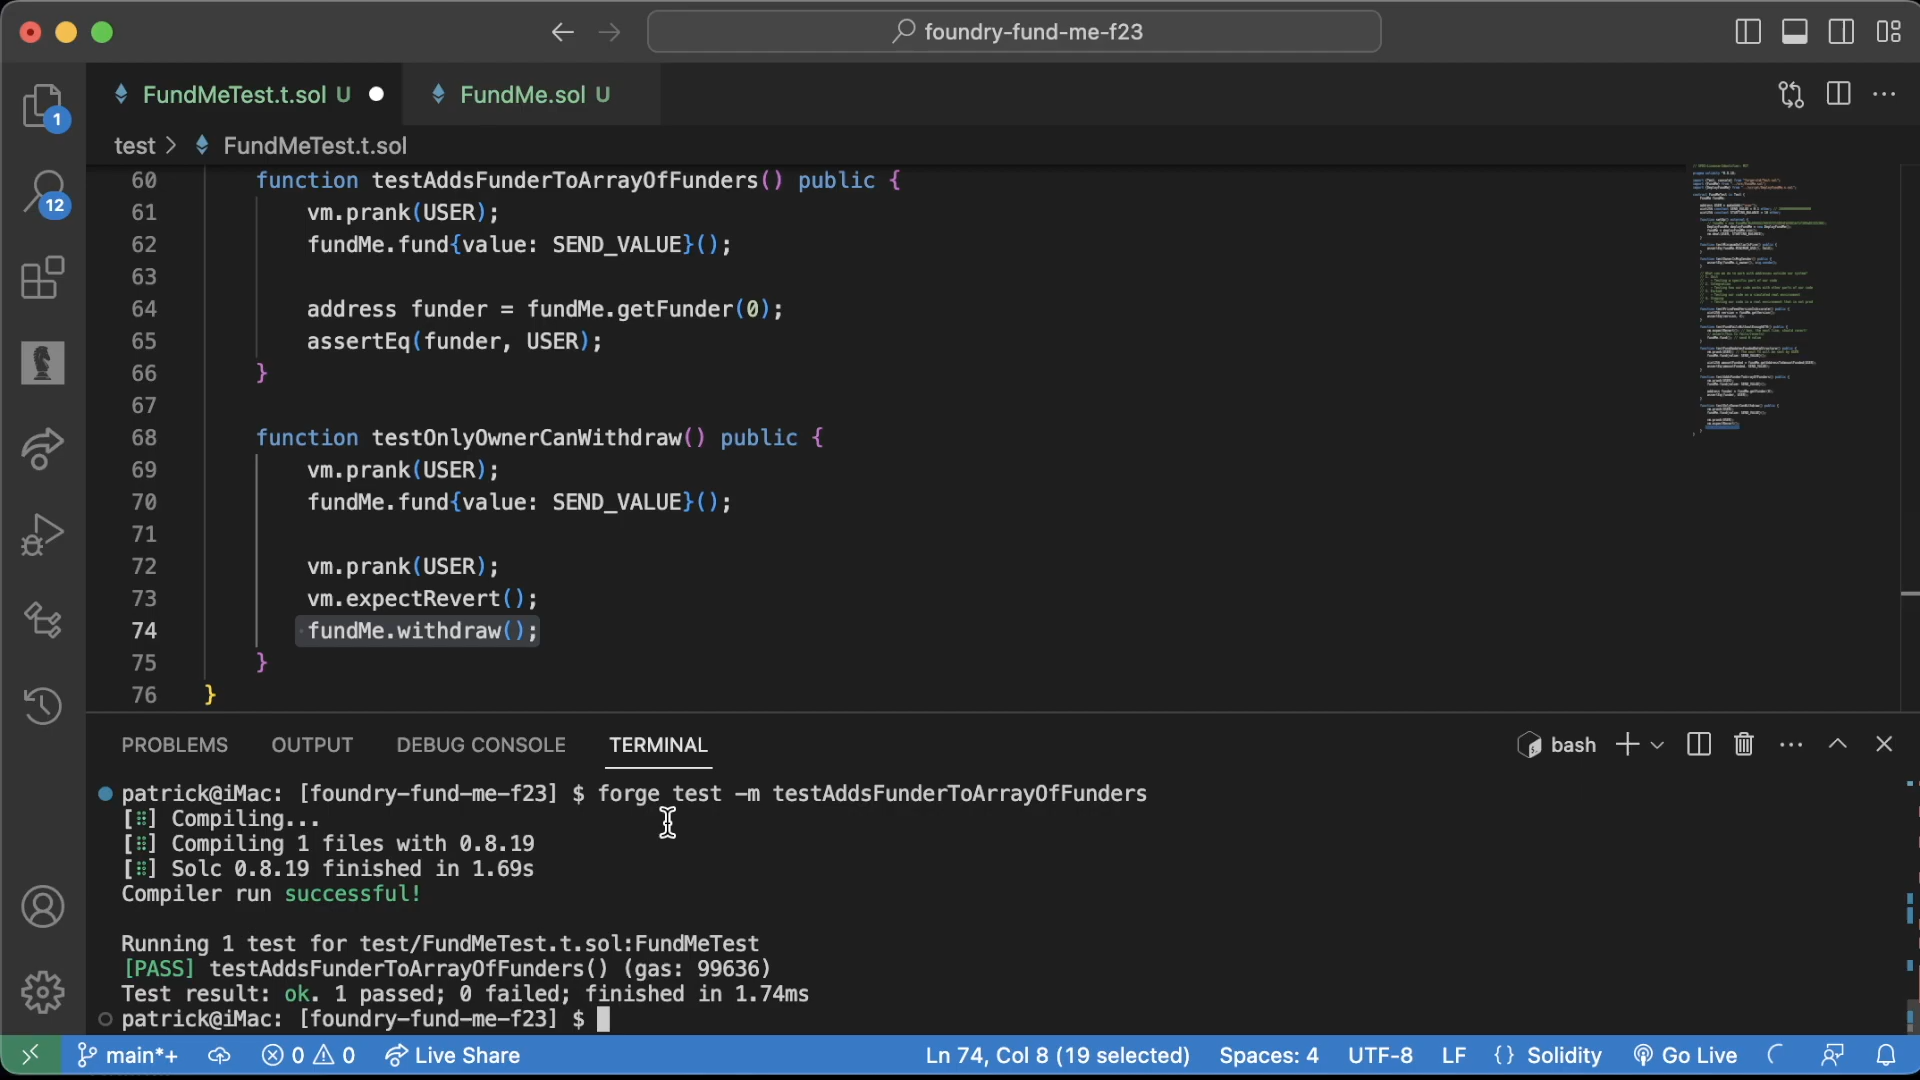 foundry-fund-me-f23
FundMeTest.t.sol U
FundMe.sol U
1
test > FundMeTest.t.sol
12
60 function testAddsFunderToArrayOfFunders() public {
61 vm.prank(USER);
62 fundMe.fund{value: SEND_VALUE}();
63
64 address funder = fundMe.getFunder(0);
65 assertEq(funder, USER);
66 }
67
68 function testOnlyOwnerCanWithdraw() public {
69 vm.prank(USER);
70 fundMe.fund{value: SEND_VALUE}();
71
72 vm.prank(USER);
73 vm.expectRevert();
74 fundMe.withdraw();
75 }
76 }
PROBLEMS OUTPUT DEBUG CONSOLE TERMINAL bash
patrick@iMac: [foundry-fund-me-f23] $ forge test -m testAddsFunderToArrayOfFunders
[⠿] Compiling...
[⠿] Compiling 1 files with 0.8.19
[⠿] Solc 0.8.19 finished in 1.69s
Compiler run successful!
Running 1 test for test/FundMeTest.t.sol:FundMeTest
[PASS] testAddsFunderToArrayOfFunders() (gas: 99636)
Test result: ok. 1 passed; 0 failed; finished in 1.74ms
patrick@iMac: [foundry-fund-me-f23] $
main*+ 0 0 Live Share Ln 74, Col 8 (19 selected) Spaces: 4 UTF-8 LF {} Solidity Go Live